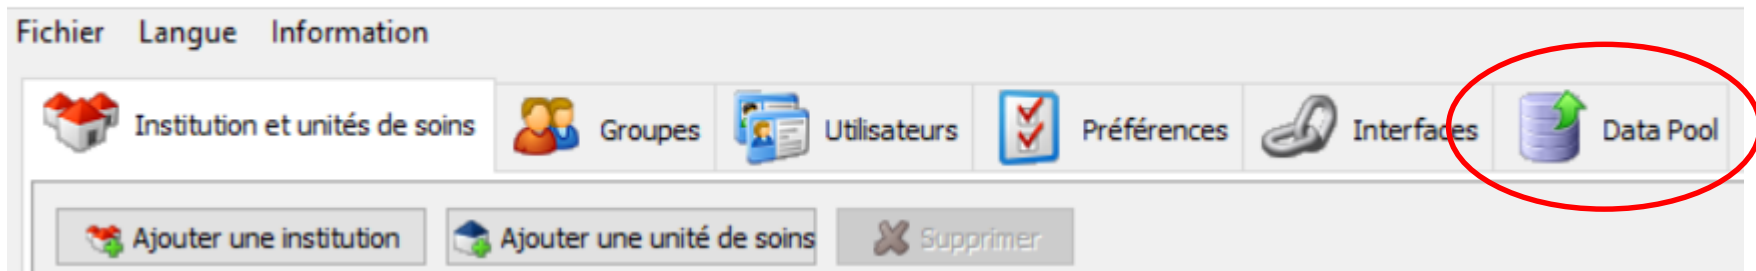 Fichier Langue Information
Institution et unités de soins Groupes Utilisateurs Préférences Interfaces Data Pool
Ajouter une institution Ajouter une unité de soins Supprimer